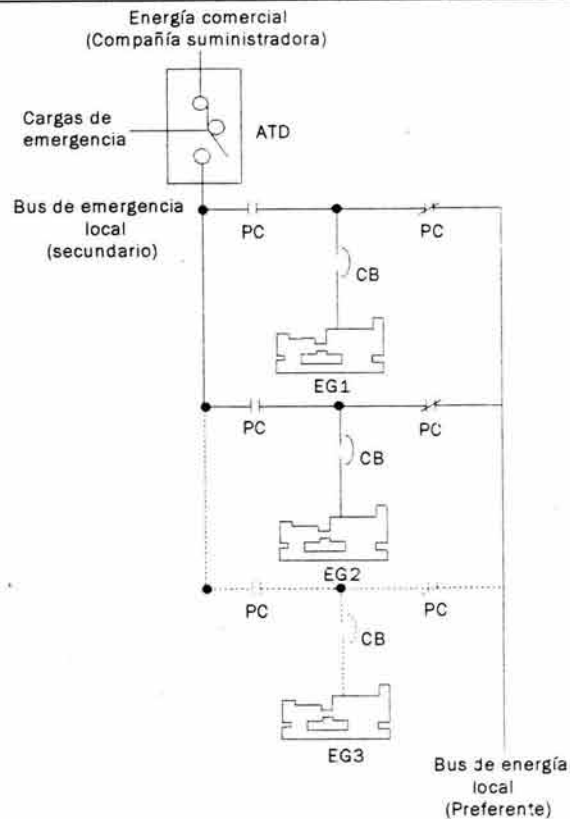 Energía comercial
(Compañía suministradora)
Cargas de
emergencia
ATD
Bus de emergencia
local
(secundario)
PC
PC
CB
EG1
PC
PC
CB
EG2
PC
PC
CB
EG3
Bus de energía
local
(Preferente)